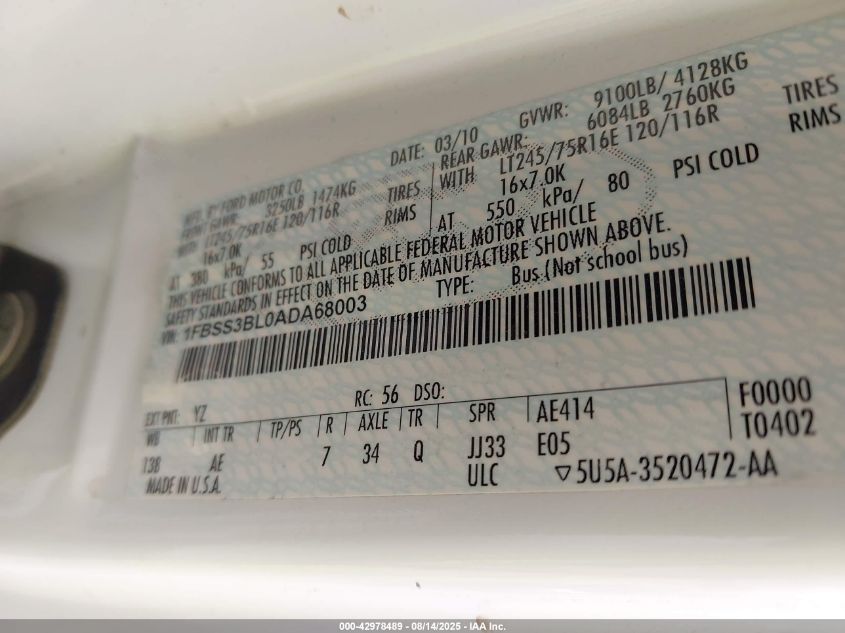 MFD. BY FORD MOTOR CO.
DATE: 03/10 GVWR: 9100LB/ 4128KG
FRONT GAWR: 3250LB 1474KG REAR GAWR: 6084LB 2760KG
WITH LT245/75R16E 120/116R TIRES WITH LT245/75R16E 120/116R TIRES
16x7.0K RIMS 16x7.0K RIMS
AT 380 kPa/ 55 PSI COLD AT 550 kPa/ 80 PSI COLD
THIS VEHICLE CONFORMS TO ALL APPLICABLE FEDERAL MOTOR VEHICLE
SAFETY STANDARDS IN EFFECT ON THE DATE OF MANUFACTURE SHOWN ABOVE.
VIN: 1FBSS3BL0ADA68003 TYPE: Bus (Not school bus)
EXT PNT: YZ RC: 56 DSO:
WB INT TR TP/PS R AXLE TR SPR AE414 F0000
138 AE 7 34 Q JJ33 E05 T0402
MADE IN U.S.A. ULC ▽5U5A-3520472-AA
000-42978489 - 08/14/2025 - IAA Inc.